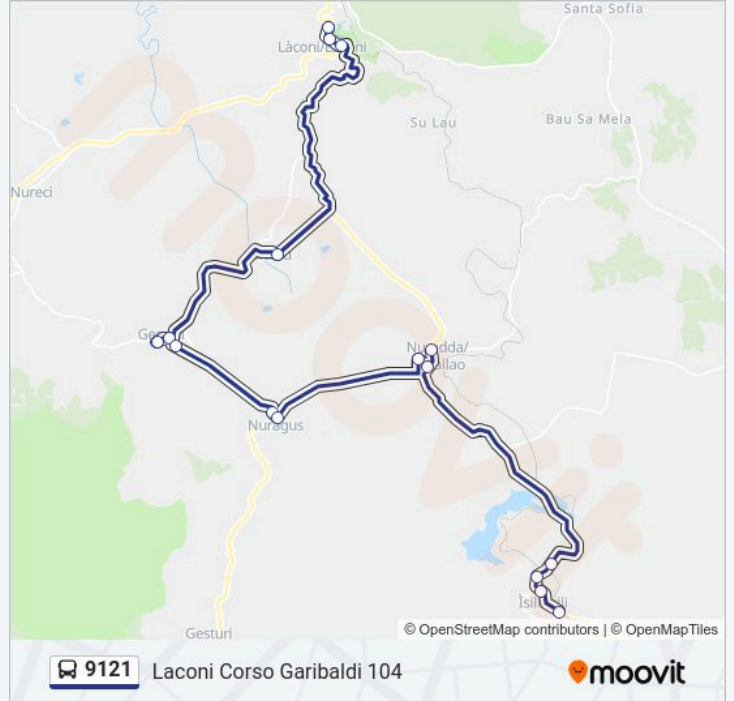 Santa Sofia
Làconi/
Su Lau
Bau Sa Mela
Nureci
Nuragus
Gesturi
© OpenStreetMap contributors | © OpenMapTiles
9121 Laconi Corso Garibaldi 104 moovit